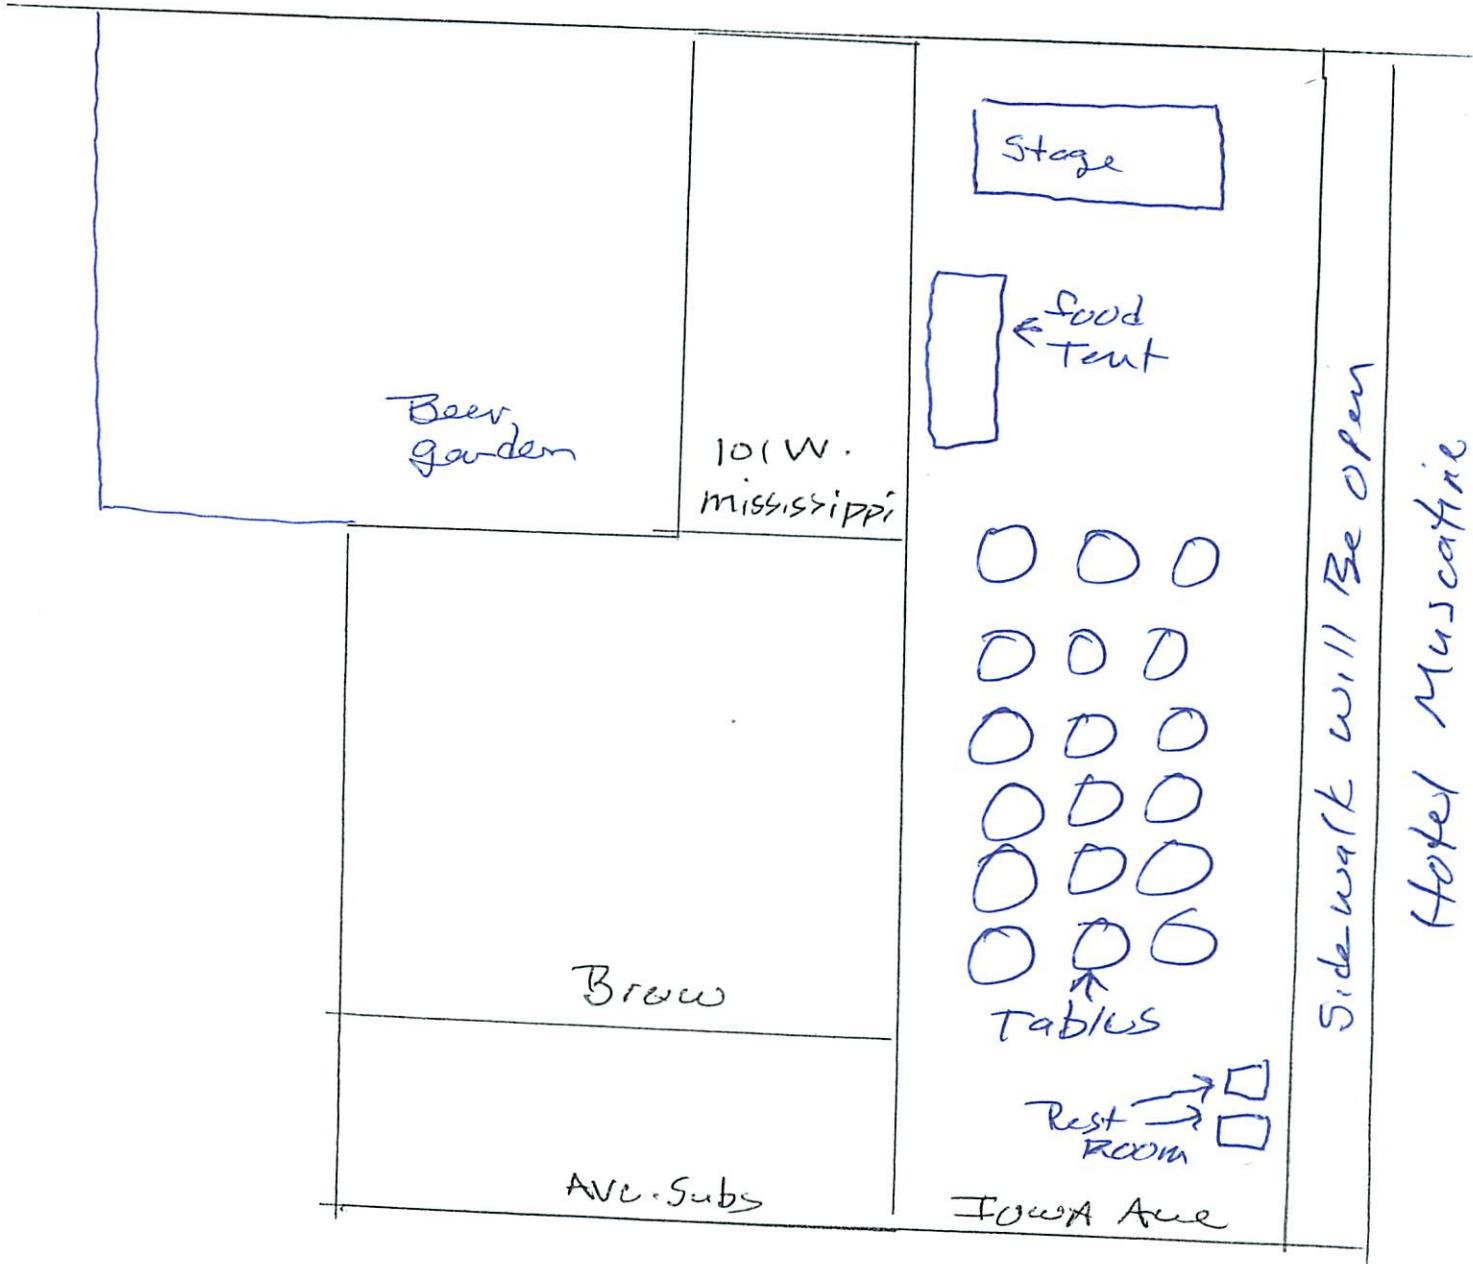 Stage
food
Tent
Beer
garden
101 W.
mississippi
Tables
Rest
Room
Brew
Ave. Subs
Iowa Ave
Sidewalk will Be open
Hotel Muscatine